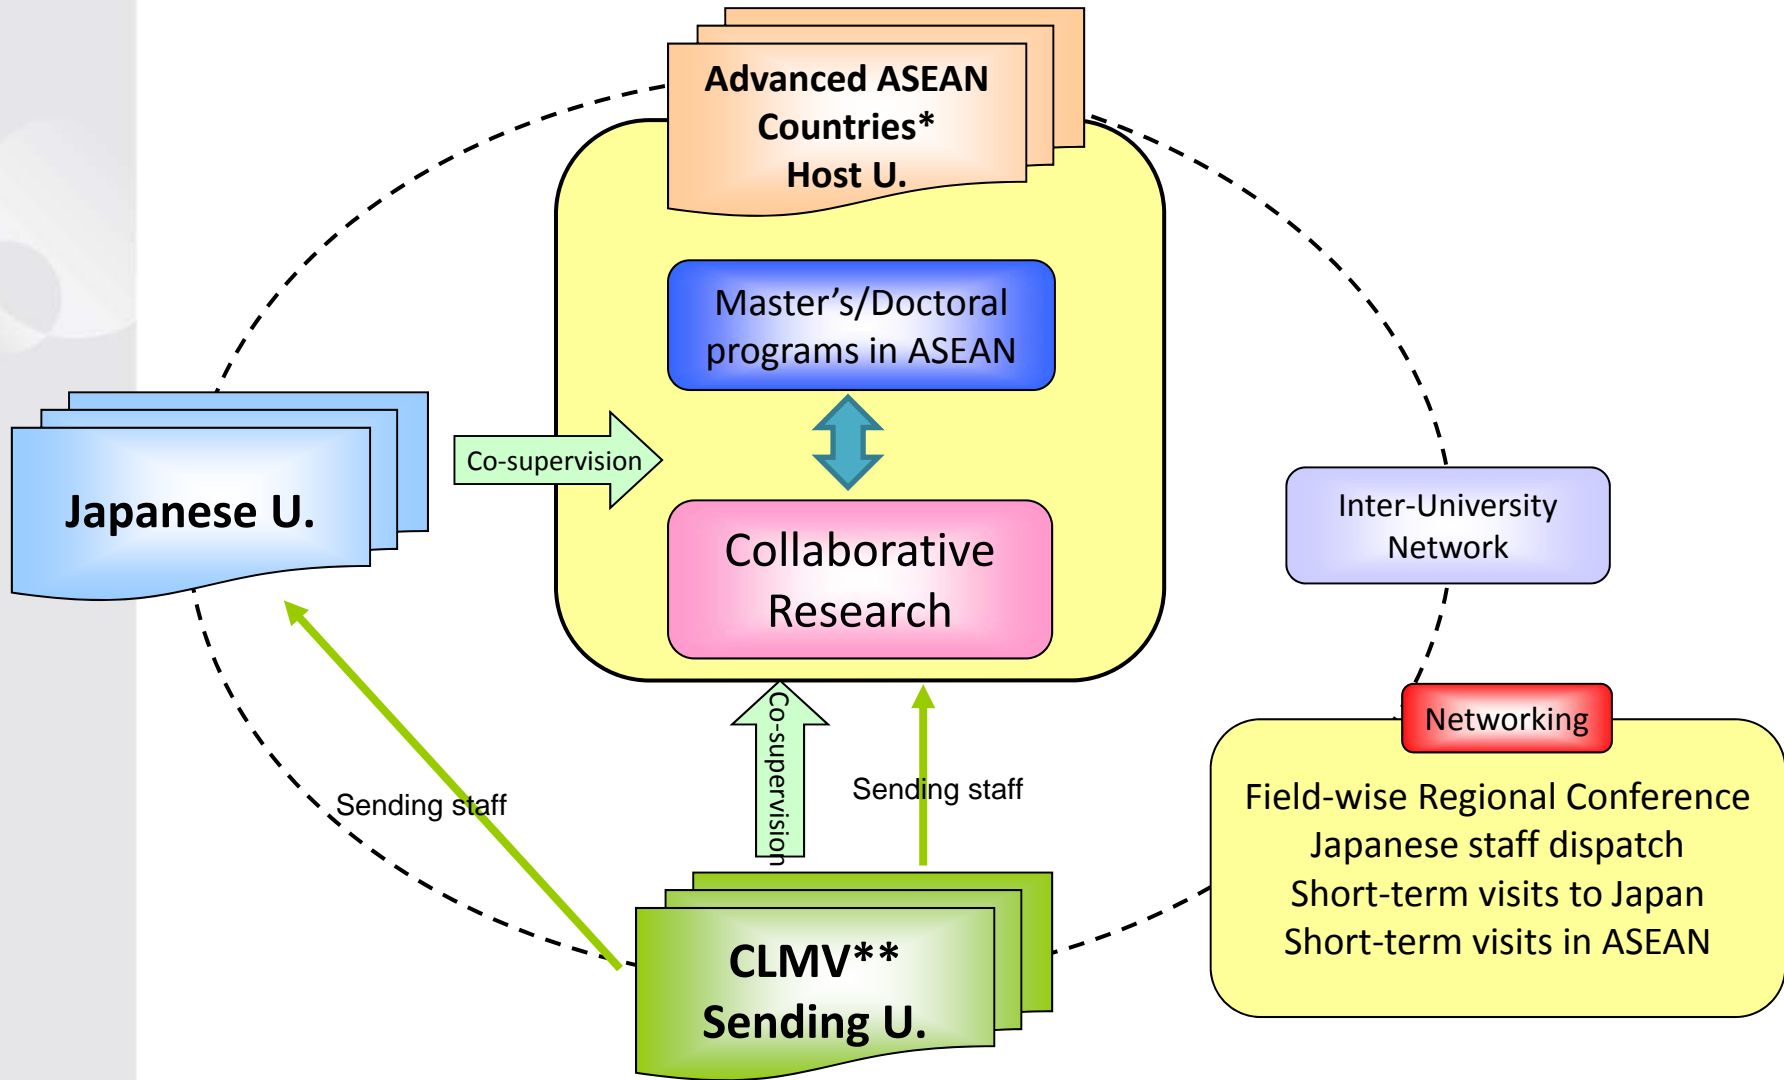 Advanced ASEAN
Countries*
Host U.
Master’s/Doctoral
programs in ASEAN
Co-supervision
Japanese U.
Collaborative
Research
Inter-University
Network
Networking
Field-wise Regional Conference
Japanese staff dispatch
Short-term visits to Japan
Short-term visits in ASEAN
Co-supervision
Sending staff
Sending staff
CLMV**
Sending U.